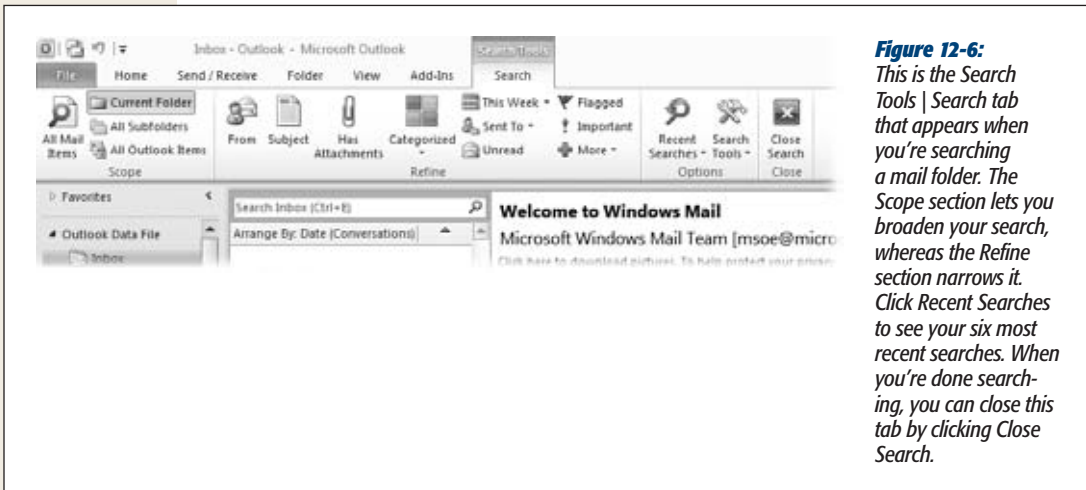 Inbox - Outlook - Microsoft Outlook
Search Tools
File Home Send / Receive Folder View Add-Ins Search
All Mail Items
Current Folder
All Subfolders
All Outlook Items
Scope
From
Subject
Has Attachments
Categorized
This Week
Sent To
Unread
Flagged
Important
More
Refine
Recent Searches
Search Tools
Options
Close Search
Close
Favorites
Outlook Data File
Inbox
Search Inbox (Ctrl+E)
Arrange By: Date (Conversations)
Welcome to Windows Mail
Microsoft Windows Mail Team [msoe@micro
Click here to download pictures. To help protect your privac
Figure 12-6:
This is the Search
Tools | Search tab
that appears when
you’re searching
a mail folder. The
Scope section lets you
broaden your search,
whereas the Refine
section narrows it.
Click Recent Searches
to see your six most
recent searches. When
you’re done search-
ing, you can close this
tab by clicking Close
Search.